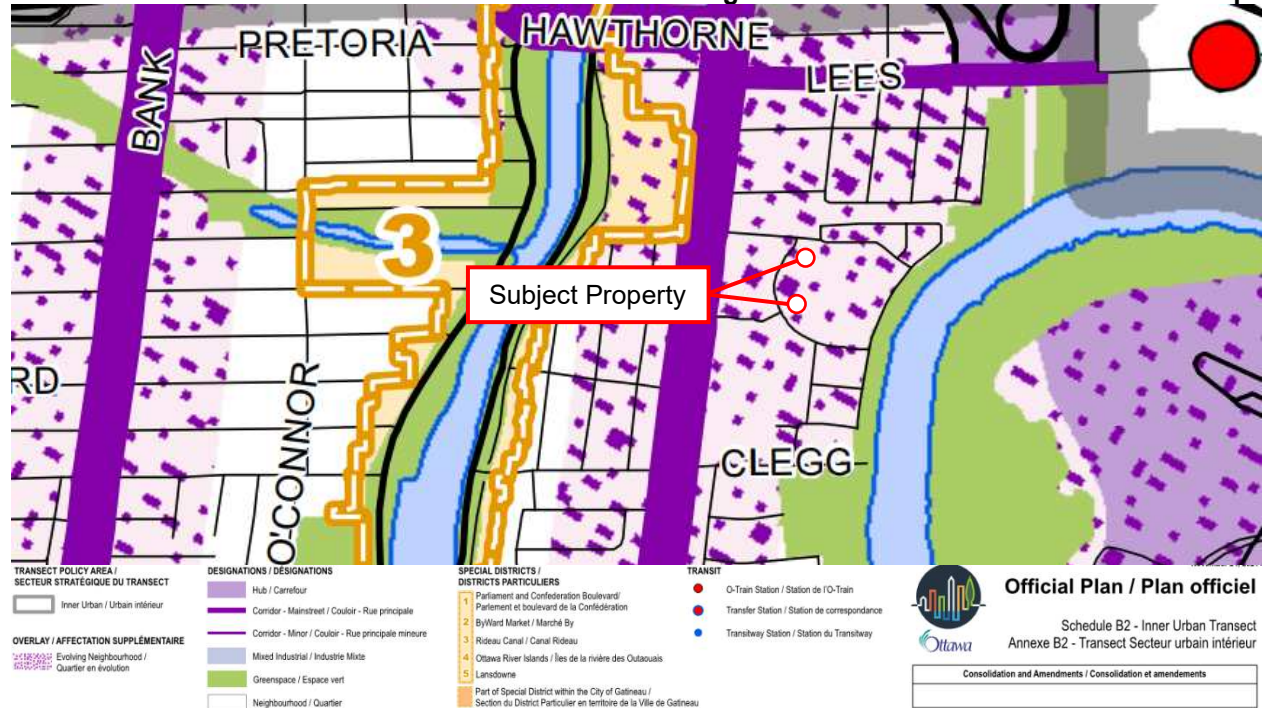 PRETORIA
HAWTHORNE
BANK
LEES
3
Subject Property
RD
O'CONNOR
CLEGG
TRANSECT POLICY AREA /
SECTEUR STRATÉGIQUE DU TRANSECT
Inner Urban / Urbain intérieur
OVERLAY / AFFECTATION SUPPLÉMENTAIRE
Evolving Neighbourhood /
Quartier en évolution
DESIGNATIONS / DÉSIGNATIONS
Hub / Carrefour
Corridor - Mainstreet / Couloir - Rue principale
Corridor - Minor / Couloir - Rue principale mineure
Mixed Industrial / Industrie Mixte
Greenspace / Espace vert
Neighbourhood / Quartier
SPECIAL DISTRICTS /
DISTRICTS PARTICULIERS
1 Parliament and Confederation Boulevard/
Parlement et boulevard de la Confédération
2 ByWard Market / Marché By
3 Rideau Canal / Canal Rideau
4 Ottawa River Islands / Îles de la rivière des Outaouais
5 Lansdowne
Part of Special District within the City of Gatineau /
Section du District Particulier en territoire de la Ville de Gatineau
TRANSIT
O-Train Station / Station de l'O-Train
Transfer Station / Station de correspondance
Transitway Station / Station du Transitway
Ottawa
Official Plan / Plan officiel
Schedule B2 - Inner Urban Transect
Annexe B2 - Transect Secteur urbain intérieur
Consolidation and Amendments / Consolidation et amendements